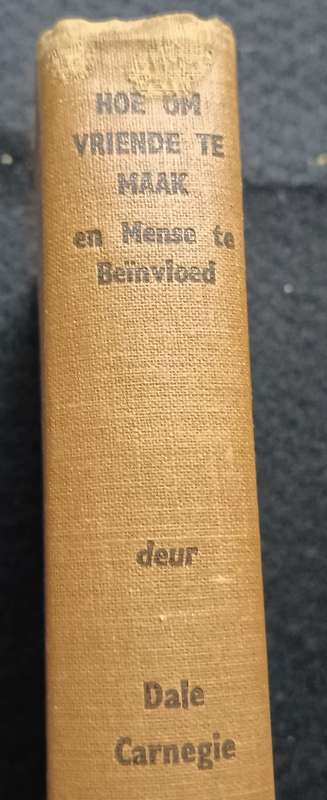 HOE OM
VRIENDE TE
MAAK
en Mense te
Beïnvloed
deur
Dale
Carnegie